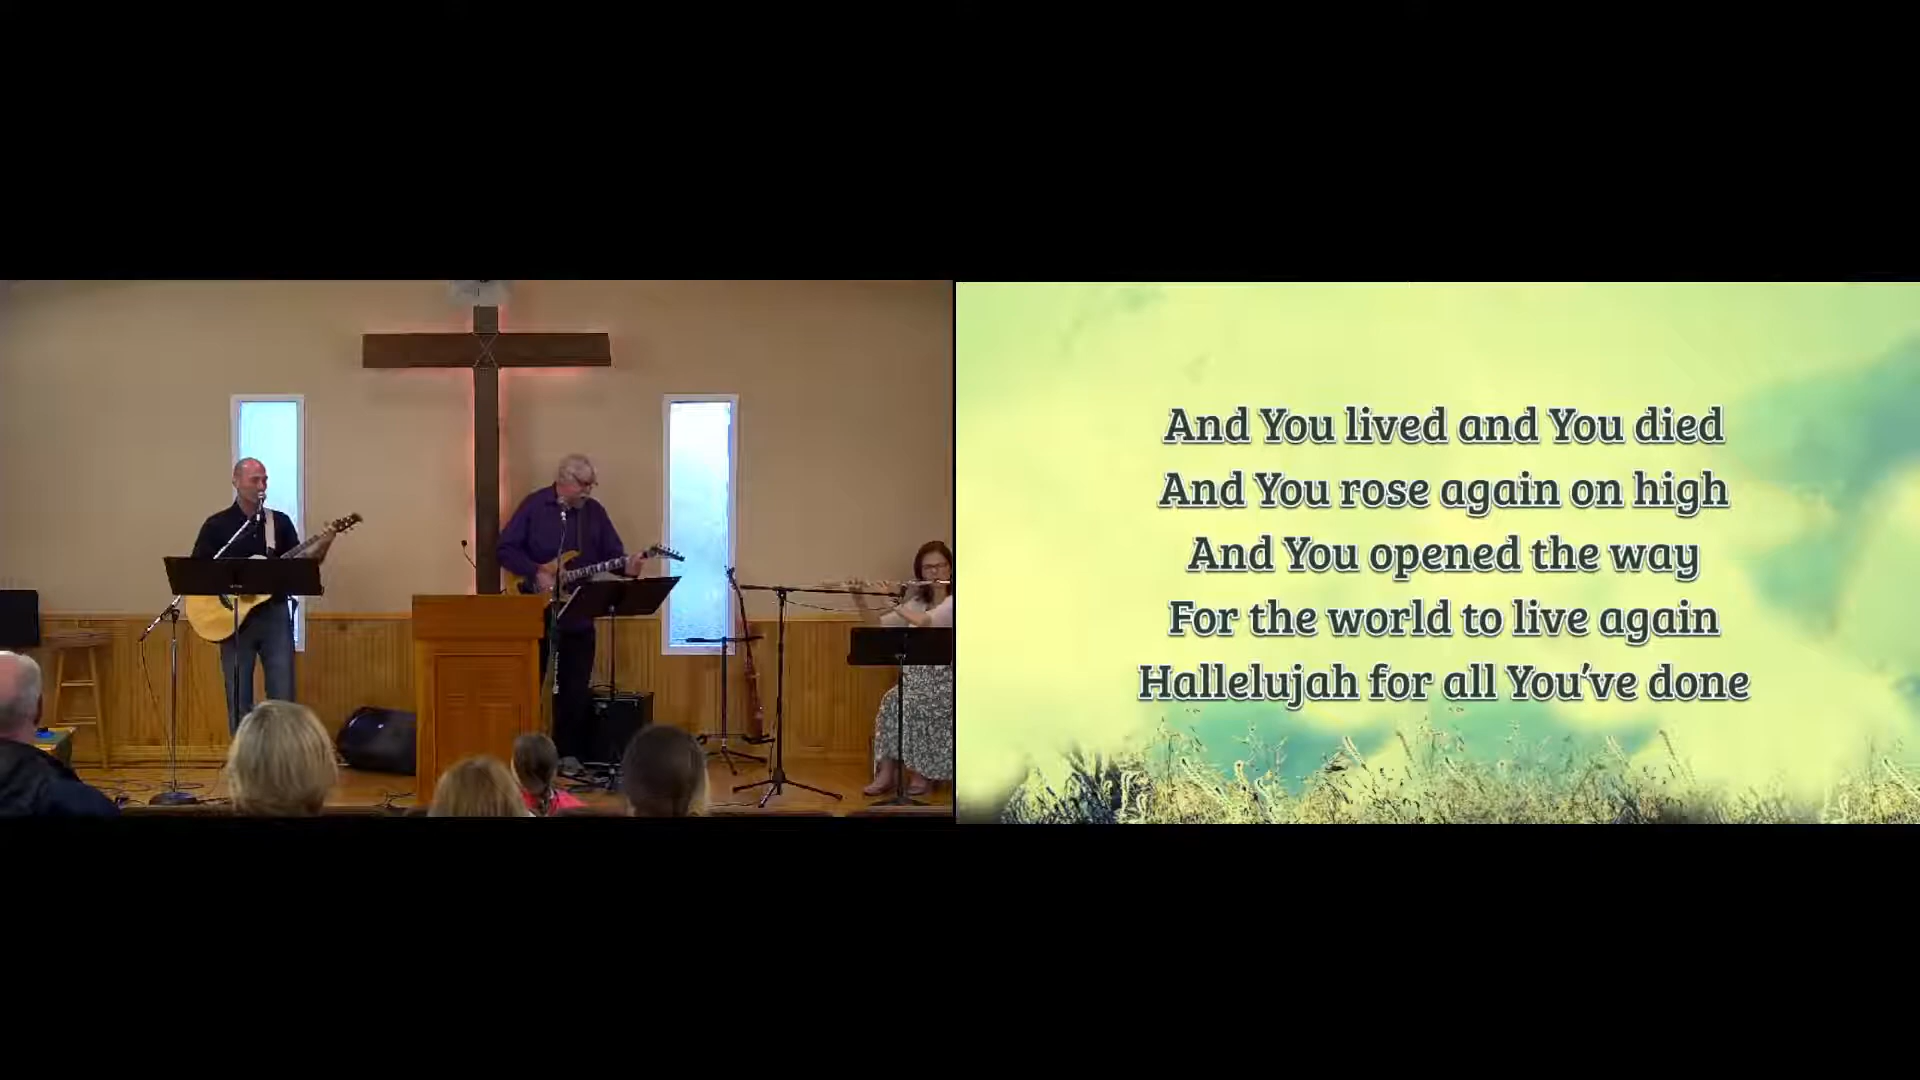 And You lived and You died
And You rose again on high
And You opened the way
For the world to live again
Hallelujah for all You've done